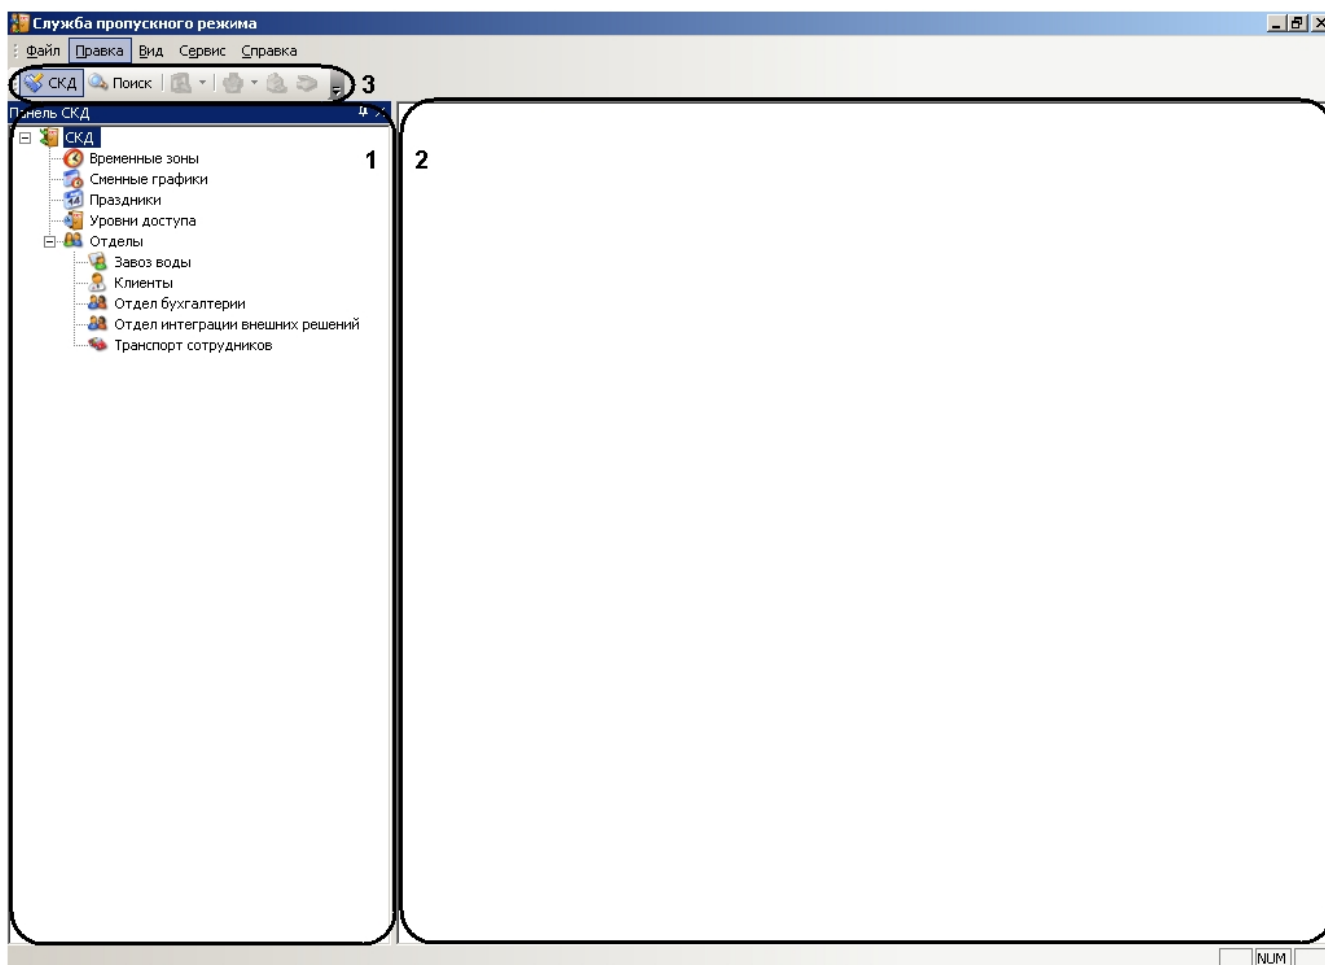 Служба пропускного режима
Файл Правка Вид Сервис Справка
СКД Поиск 3
Панель СКД
СКД
Временные зоны 1 2
Сменные графики
Праздники
Уровни доступа
Отделы
Завоз воды
Клиенты
Отдел бухгалтерии
Отдел интеграции внешних решений
Транспорт сотрудников
NUM